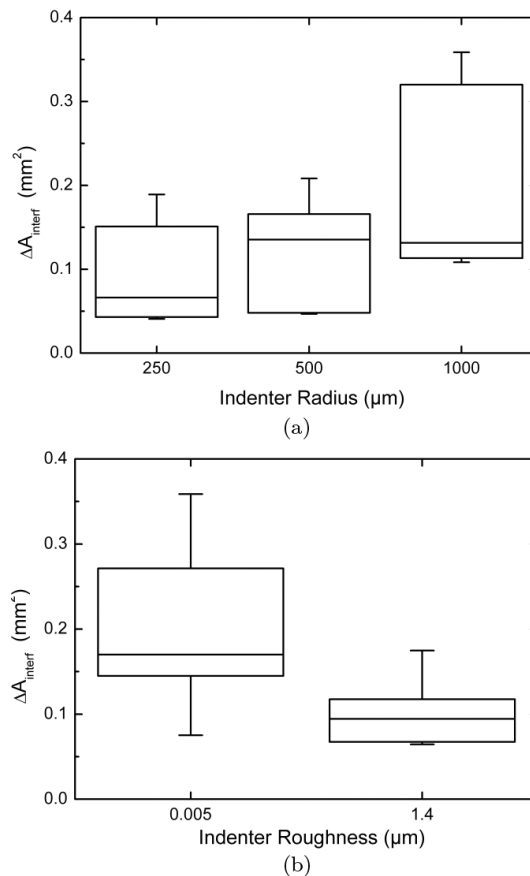 0.4
0.3
0.2
0.1
0.0
ΔA_interf (mm²)
250 500 1000
Indenter Radius (µm)
(a)
0.4
0.3
0.2
0.1
0.0
ΔA_interf (mm²)
0.005 1.4
Indenter Roughness (µm)
(b)